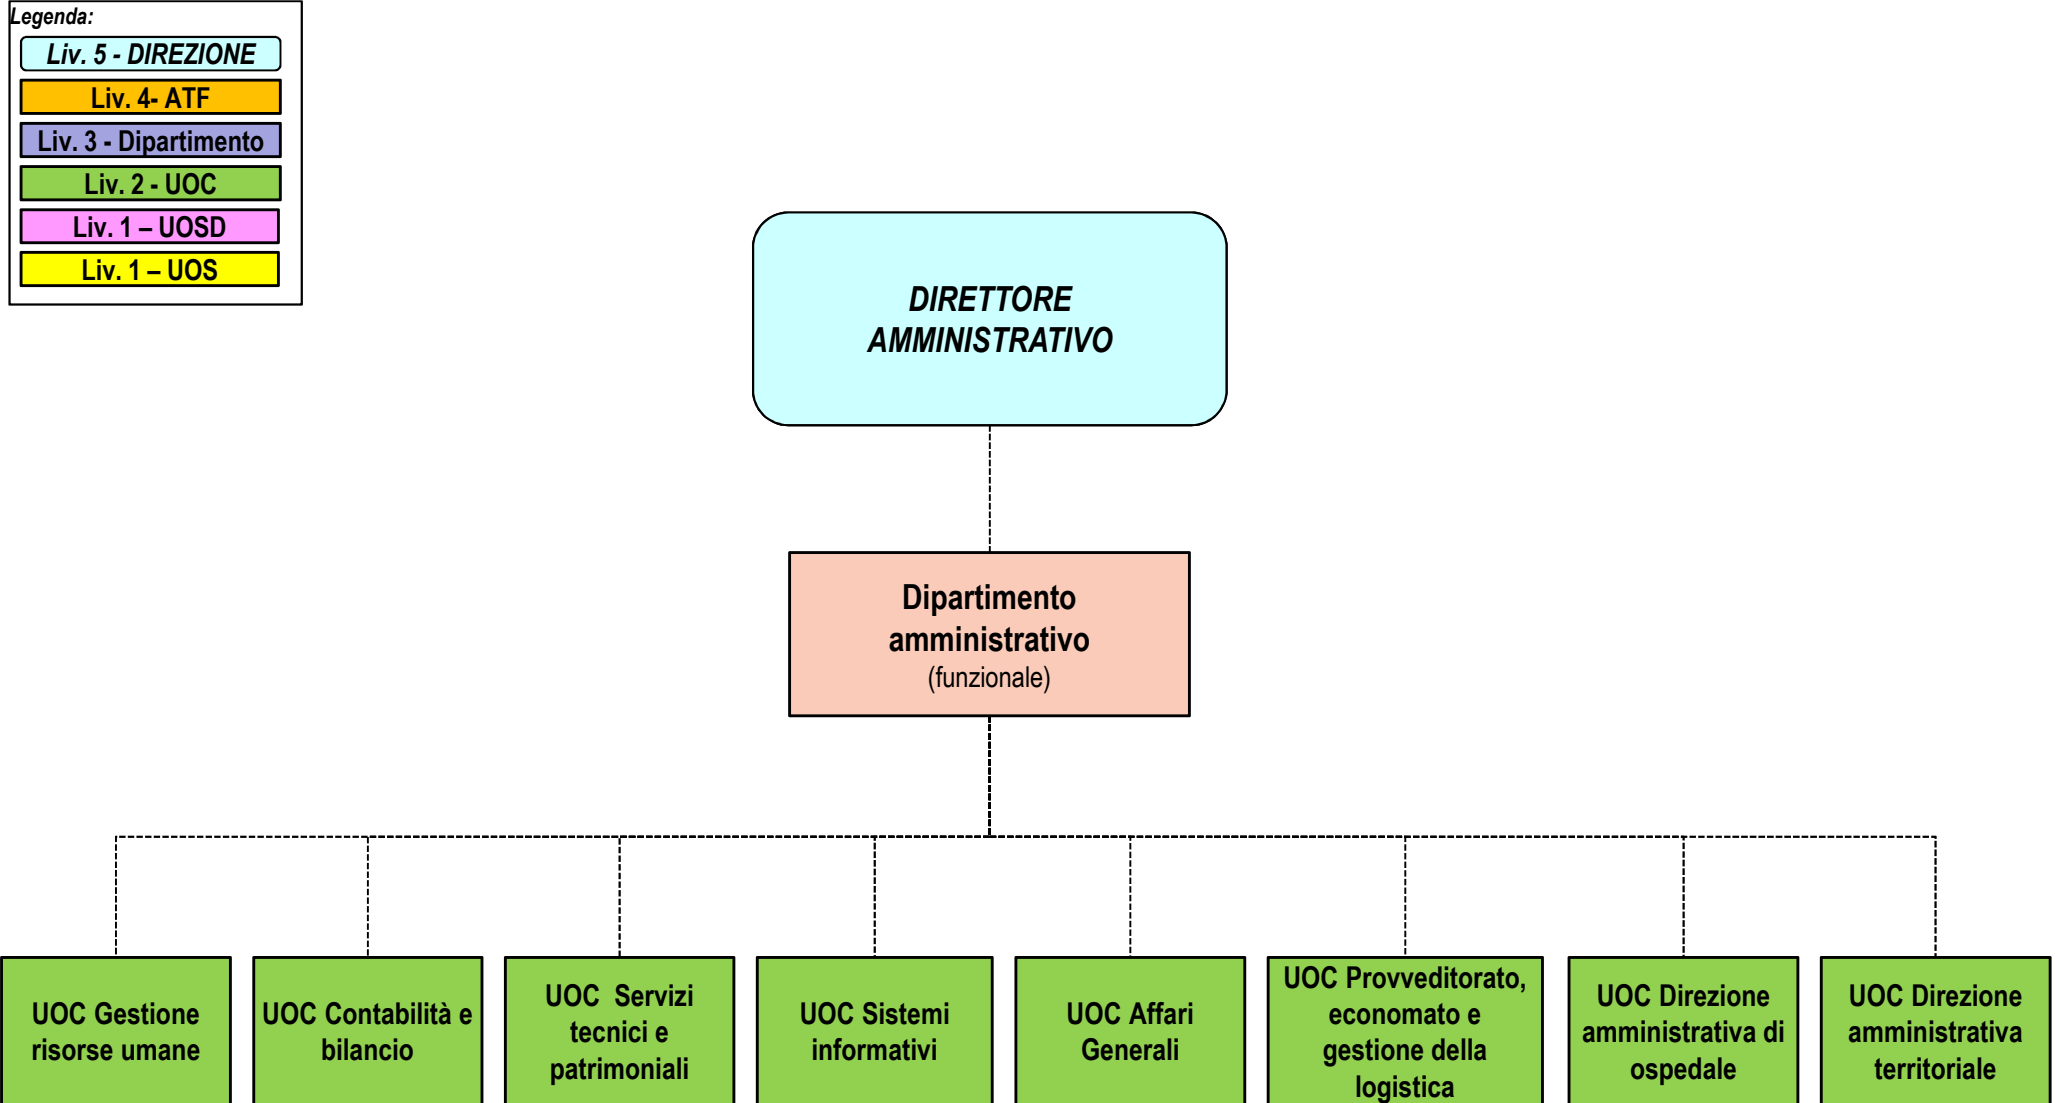 Legenda:
Liv. 5 - DIREZIONE
Liv. 4- ATF
Liv. 3 - Dipartimento
Liv. 2 - UOC
Liv. 1 – UOSD
Liv. 1 – UOS
DIRETTORE
AMMINISTRATIVO
Dipartimento
amministrativo
(funzionale)
UOC Gestione
risorse umane
UOC Contabilità e
bilancio
UOC  Servizi
tecnici e
patrimoniali
UOC Sistemi
informativi
UOC Affari
Generali
UOC Provveditorato,
economato e
gestione della
logistica
UOC Direzione
amministrativa di
ospedale
UOC Direzione
amministrativa
territoriale